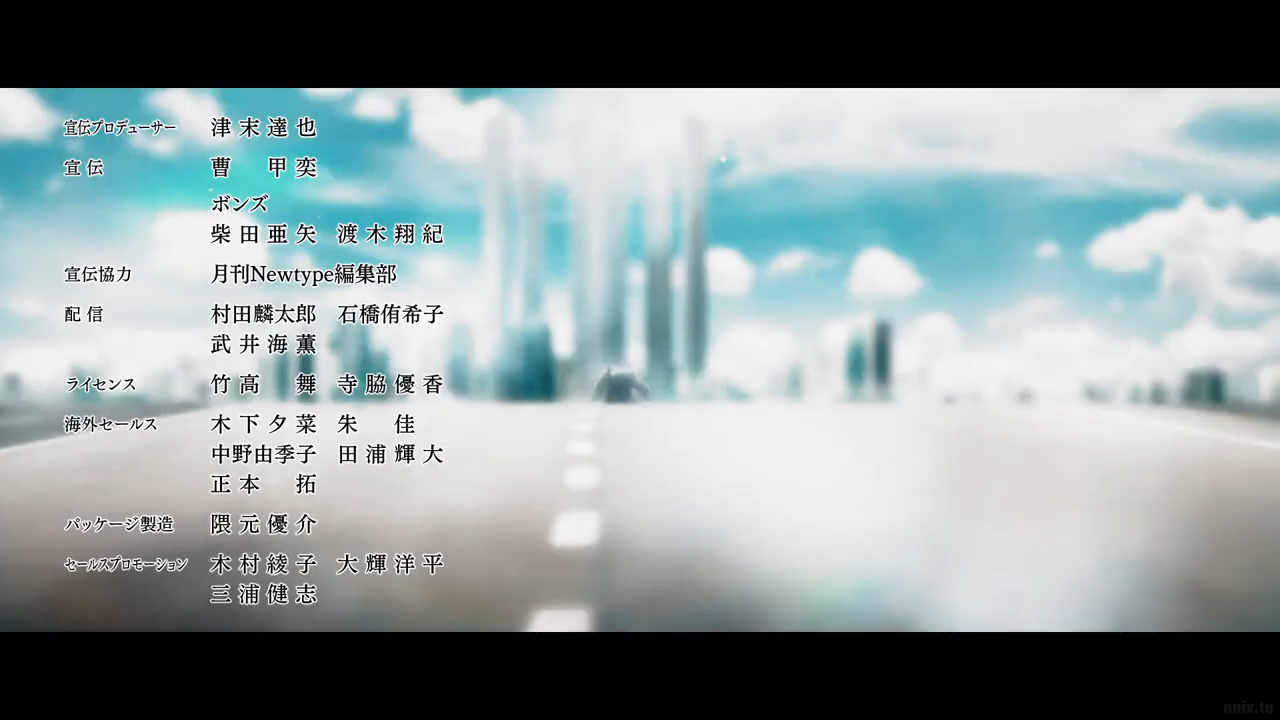 宣伝プロデューサー 津末達也
宣伝 曹 甲奕
ボンズ
柴田亜矢 渡木翔紀
宣伝協力 月刊Newtype編集部
配信 村田麟太郎 石橋侑希子
武井海薫
ライセンス 竹高 舞 寺脇優香
海外セールス 木下夕菜 朱 佳
中野由季子 田浦輝大
正本 拓
パッケージ製造 隈元優介
セールスプロモーション 木村綾子 大輝洋平
三浦健志
anix.to